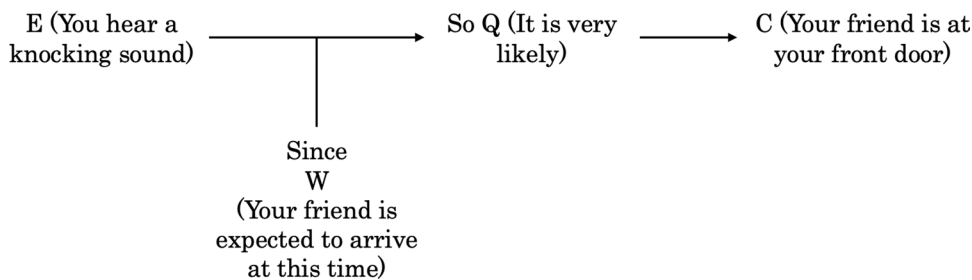 E (You hear a
knocking sound)
So Q (It is very
likely)
C (Your friend is at
your front door)
Since
W
(Your friend is
expected to arrive
at this time)